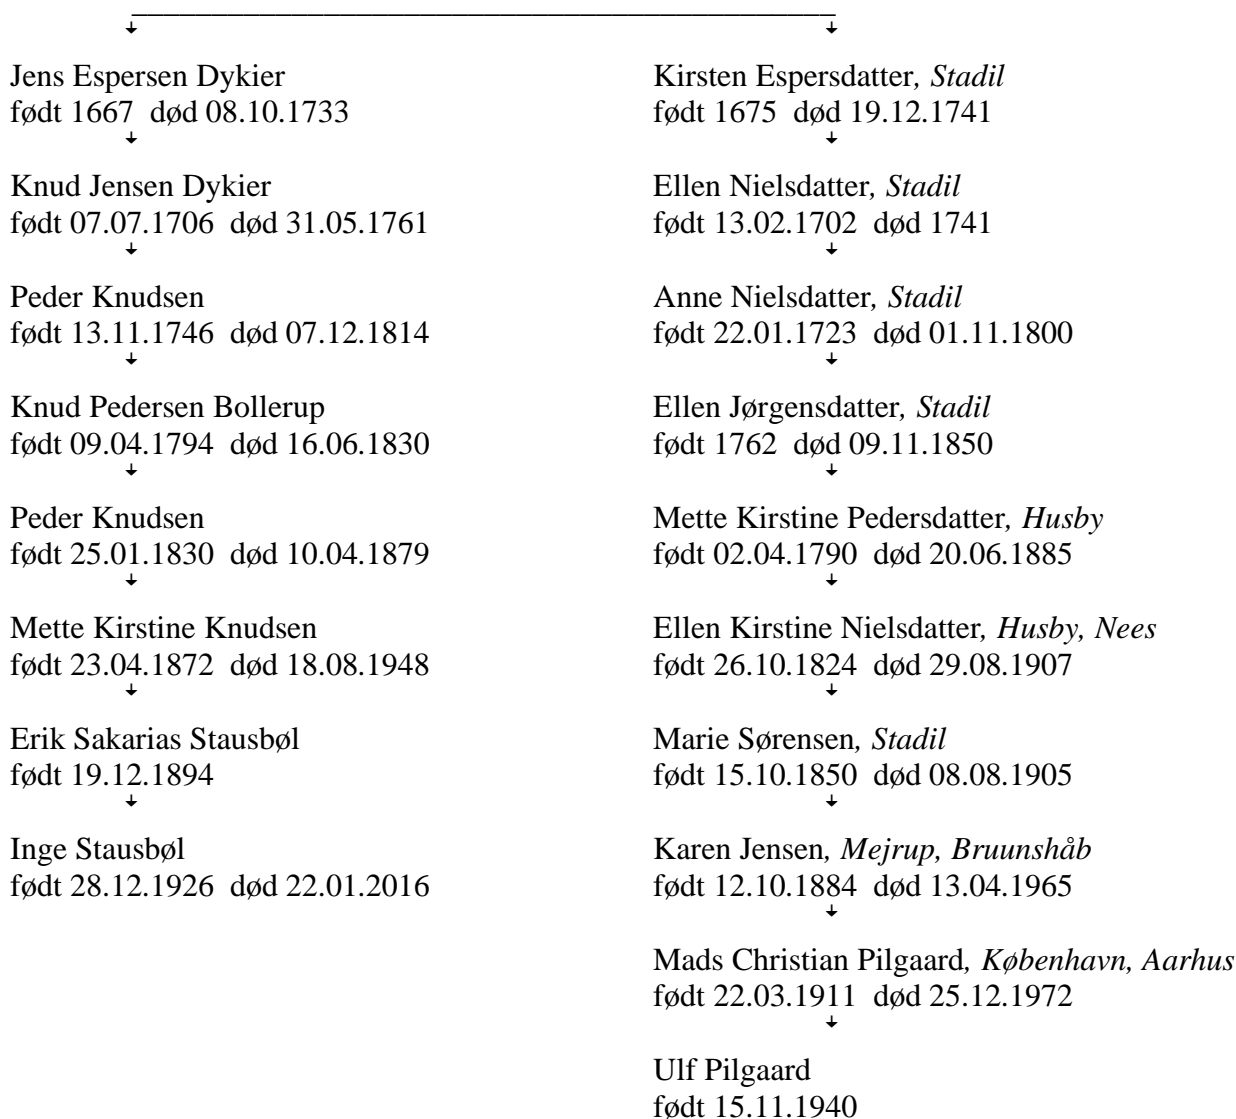 Jens Espersen Dykier
født 1667  død 08.10.1733
Knud Jensen Dykier
født 07.07.1706  død 31.05.1761
Peder Knudsen
født 13.11.1746  død 07.12.1814
Knud Pedersen Bollerup
født 09.04.1794  død 16.06.1830
Peder Knudsen
født 25.01.1830  død 10.04.1879
Mette Kirstine Knudsen
født 23.04.1872  død 18.08.1948
Erik Sakarias Stausbøl
født 19.12.1894
Inge Stausbøl
født 28.12.1926  død 22.01.2016
Kirsten Espersdatter, Stadil
født 1675  død 19.12.1741
Ellen Nielsdatter, Stadil
født 13.02.1702  død 1741
Anne Nielsdatter, Stadil
født 22.01.1723  død 01.11.1800
Ellen Jørgensdatter, Stadil
født 1762  død 09.11.1850
Mette Kirstine Pedersdatter, Husby
født 02.04.1790  død 20.06.1885
Ellen Kirstine Nielsdatter, Husby, Nees
født 26.10.1824  død 29.08.1907
Marie Sørensen, Stadil
født 15.10.1850  død 08.08.1905
Karen Jensen, Mejrup, Bruunshåb
født 12.10.1884  død 13.04.1965
Mads Christian Pilgaard, København, Aarhus
født 22.03.1911  død 25.12.1972
Ulf Pilgaard
født 15.11.1940